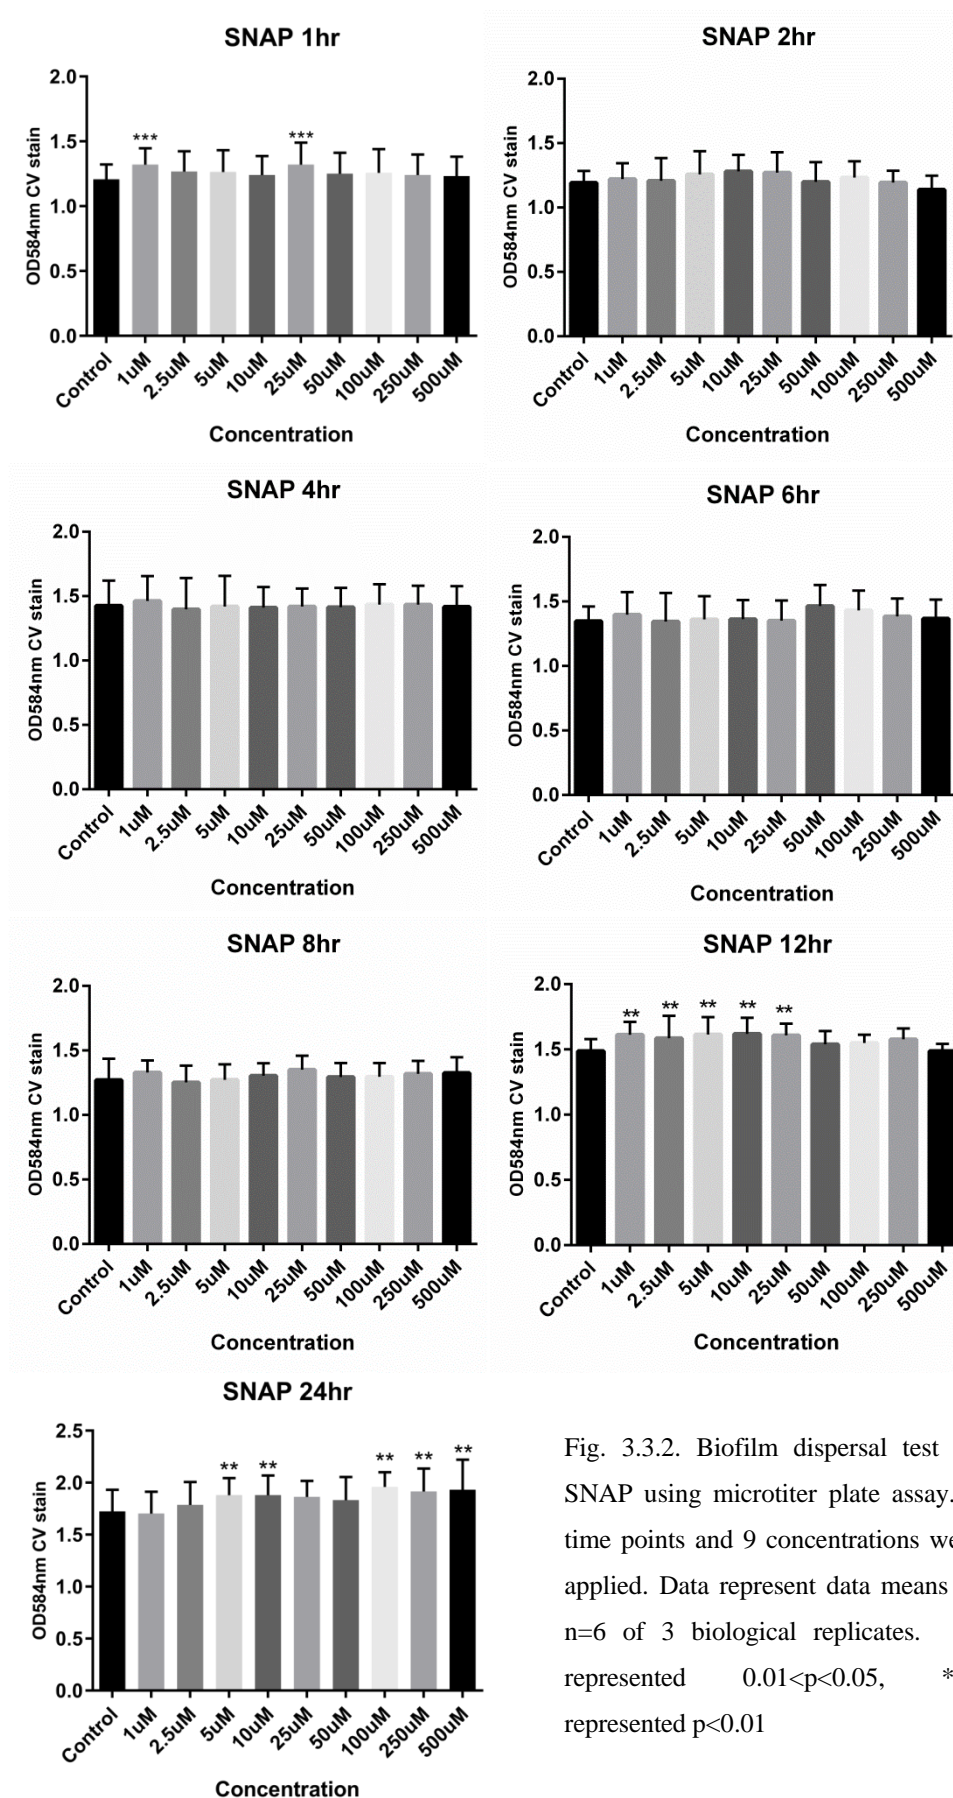 SNAP 1hr
2.0
1.5
1.0
0.5
0.0
OD584nm CV stain
*** ***
Control 1uM 2.5uM 5uM 10uM 25uM 50uM 100uM 250uM 500uM
Concentration
SNAP 2hr
2.0
1.5
1.0
0.5
0.0
OD584nm CV stain
Control 1uM 2.5uM 5uM 10uM 25uM 50uM 100uM 250uM 500uM
Concentration
SNAP 4hr
2.0
1.5
1.0
0.5
0.0
OD584nm CV stain
Control 1uM 2.5uM 5uM 10uM 25uM 50uM 100uM 250uM 500uM
Concentration
SNAP 6hr
2.0
1.5
1.0
0.5
0.0
OD584nm CV stain
Control 1uM 2.5uM 5uM 10uM 25uM 50uM 100uM 250uM 500uM
Concentration
SNAP 8hr
2.0
1.5
1.0
0.5
0.0
OD584nm CV stain
Control 1uM 2.5uM 5uM 10uM 25uM 50uM 100uM 250uM 500uM
Concentration
SNAP 12hr
2.0
1.5
1.0
0.5
0.0
OD584nm CV stain
** ** ** ** **
Control 1uM 2.5uM 5uM 10uM 25uM 50uM 100uM 250uM 500uM
Concentration
SNAP 24hr
2.5
2.0
1.5
1.0
0.5
0.0
OD584nm CV stain
** ** ** ** **
Control 1uM 2.5uM 5uM 10uM 25uM 50uM 100uM 250uM 500uM
Concentration
Fig. 3.3.2. Biofilm dispersal test
SNAP using microtiter plate assay.
time points and 9 concentrations
applied. Data represent data means
n=6 of 3 biological replicates.
represented 0.01<p<0.05, *
represented p<0.01